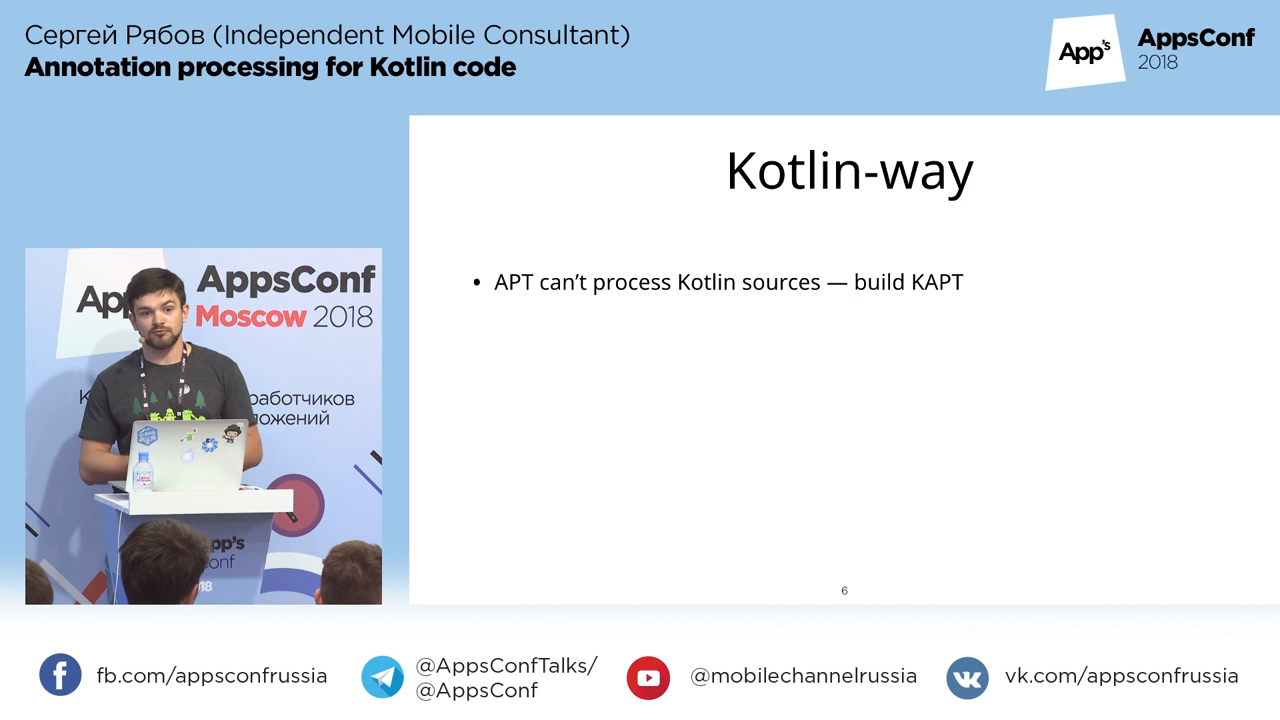 Сергей Рябов (Independent Mobile Consultant)
Annotation processing for Kotlin code
App's
AppsConf
2018
Kotlin-way
• APT can’t process Kotlin sources — build KAPT
6
AppsConf
Moscow 2018
fb.com/appsconfrussia
@AppsConfTalks/
@AppsConf
@mobilechannelrussia
vk.com/appsconfrussia